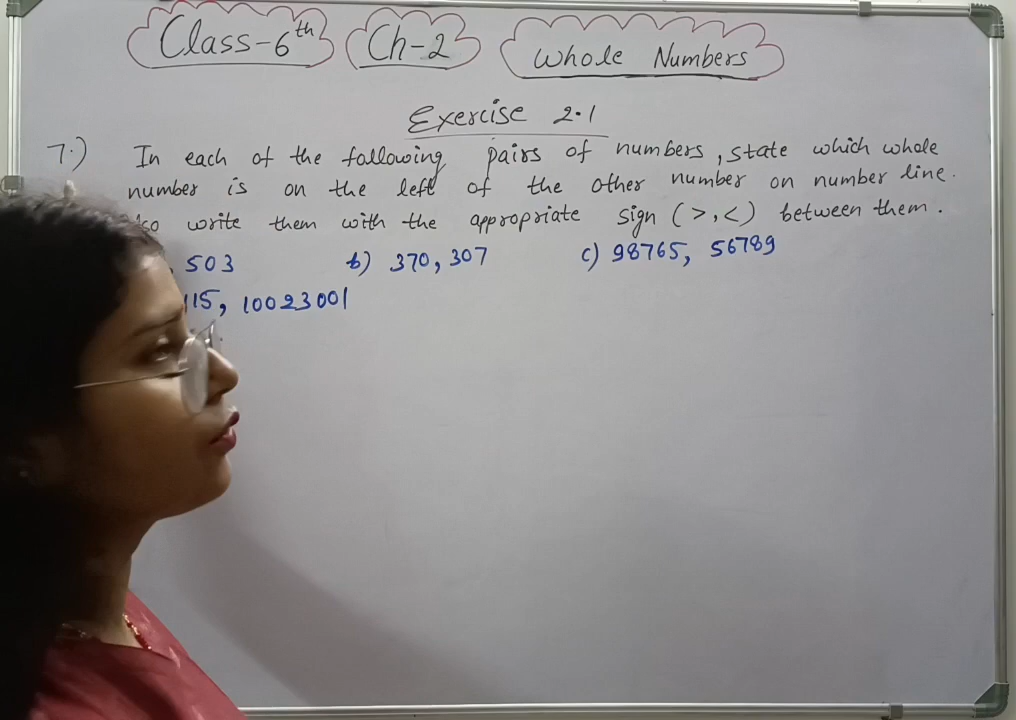 Class-6th Ch-2 Whole Numbers
Exercise 2.1
7.) In each of the following pairs of numbers, state which whole
number is on the left of the other number on number line.
so write them with the appropriate sign (>,<) between them.
, 503 b) 370, 307 c) 98765, 56789
115, 10023001